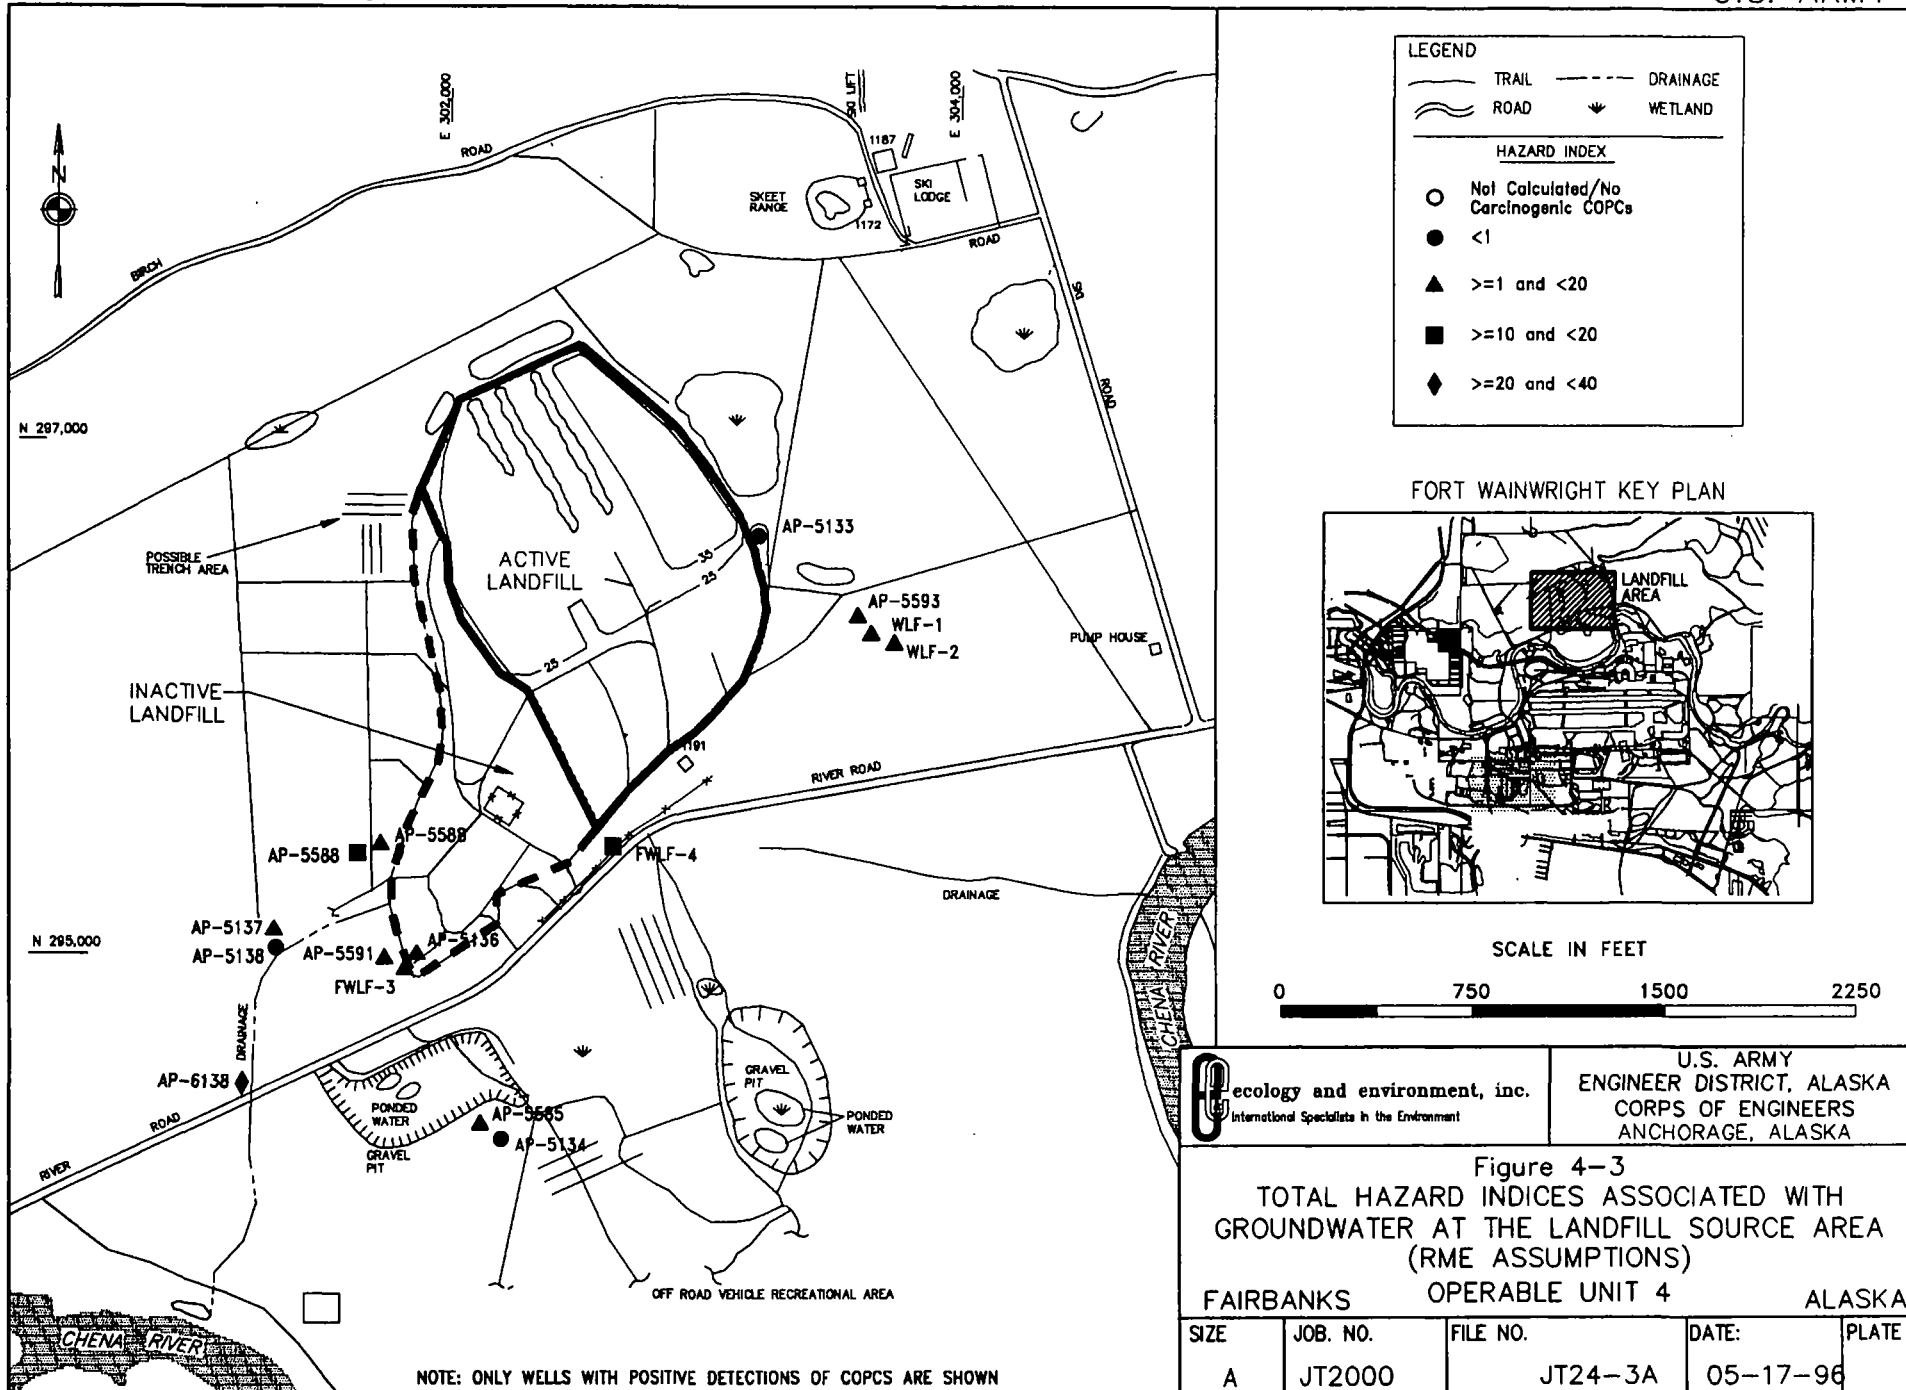 E 302,000
SKI LIFT
E 304,000
ROAD
1187
SKI
LODGE
SKEET
RANGE
1172
ROAD
N
BIRCH
SKI
ROAD
N 297,000
POSSIBLE
TRENCH AREA
ACTIVE
LANDFILL
35
25
AP-5133
AP-5593
WLF-1
WLF-2
PUMP HOUSE
25
INACTIVE
LANDFILL
1191
RIVER ROAD
AP-5588
AP-5588
FWLF-4
DRAINAGE
AP-5137
AP-5138
AP-5591
AP-5136
FWLF-3
N 295,000
CHENA RIVER
DRAINAGE
AP-6138
ROAD
RIVER
PONDED
WATER
GRAVEL
PIT
AP-5585
AP-5134
GRAVEL
PIT
PONDED
WATER
OFF ROAD VEHICLE RECREATIONAL AREA
CHENA RIVER
NOTE: ONLY WELLS WITH POSITIVE DETECTIONS OF COPCS ARE SHOWN
LEGEND
TRAIL
DRAINAGE
ROAD
WETLAND
HAZARD INDEX
Not Calculated/No
Carcinogenic COPCs
<1
>=1 and <20
>=10 and <20
>=20 and <40
FORT WAINWRIGHT KEY PLAN
LANDFILL
AREA
SCALE IN FEET
0 750 1500 2250
ecology and environment, inc.
International Specialists in the Environment
U.S. ARMY
ENGINEER DISTRICT, ALASKA
CORPS OF ENGINEERS
ANCHORAGE, ALASKA
Figure 4-3
TOTAL HAZARD INDICES ASSOCIATED WITH
GROUNDWATER AT THE LANDFILL SOURCE AREA
(RME ASSUMPTIONS)
OPERABLE UNIT 4
FAIRBANKS
ALASKA
SIZE
A
JOB. NO.
JT2000
FILE NO.
JT24-3A
DATE:
05-17-96
PLATE